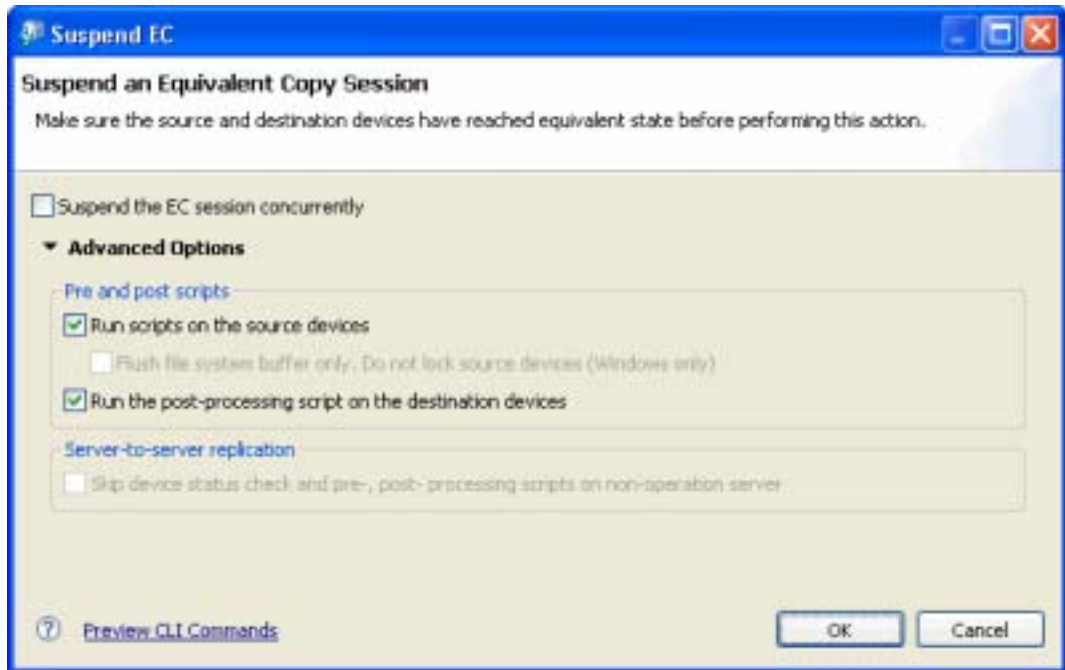 Suspend EC
Suspend an Equivalent Copy Session
Make sure the source and destination devices have reached equivalent state before performing this action.
Suspend the EC session concurrently
Advanced Options
Pre and post scripts
Run scripts on the source devices
Flush file system buffer only. Do not lock source devices (Windows only)
Run the post-processing script on the destination devices
Server-to-server replication
Skip device status check and pre-, post- processing scripts on non-operation server
? Preview CLI Commands OK Cancel